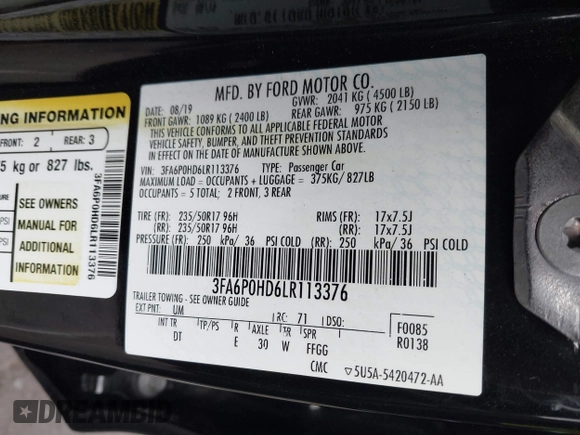 MFD. BY FORD MOTOR CO.
DATE: 08/19 GVWR: 2041 KG ( 4500 LB)
FRONT GAWR: 1089 KG ( 2400 LB) REAR GAWR: 975 KG ( 2150 LB)
THIS VEHICLE CONFORMS TO ALL APPLICABLE FEDERAL MOTOR
VEHICLE SAFETY, BUMPER, AND THEFT PREVENTION STANDARDS
IN EFFECT ON THE DATE OF MANUFACTURE SHOWN ABOVE.
VIN: 3FA6P0HD6LR113376 TYPE: Passenger Car
MAXIMUM LOAD = OCCUPANTS + LUGGAGE = 375KG/827LB
OCCUPANTS = 5 TOTAL; 2 FRONT, 3 REAR
TIRE (FR): 235/50R17 96H RIMS (FR): 17x7.5J
(RR): 235/50R17 96H (RR): 17x7.5J
PRESSURE (FR) 250 kPa/ 36 PSI COLD (RR) 250 kPa/ 36 PSI COLD
3FA6P0HD6LR113376
TRAILER TOWING - SEE OWNER GUIDE
EXT PNT: UM RC: 71 DSO: F0085
INT TR TP/PS R AXLE TR SPR R0138
DT E 30 W FFGG
CMC ▽5U5A-5420472-AA
NG INFORMATION
FRONT: 2 REAR: 3
5 kg or 827 lbs.
SEE OWNERS
MANUAL FOR
ADDITIONAL
INFORMATION
PSI
PSI
3FA6P0HD6LR113376
DREAMBID